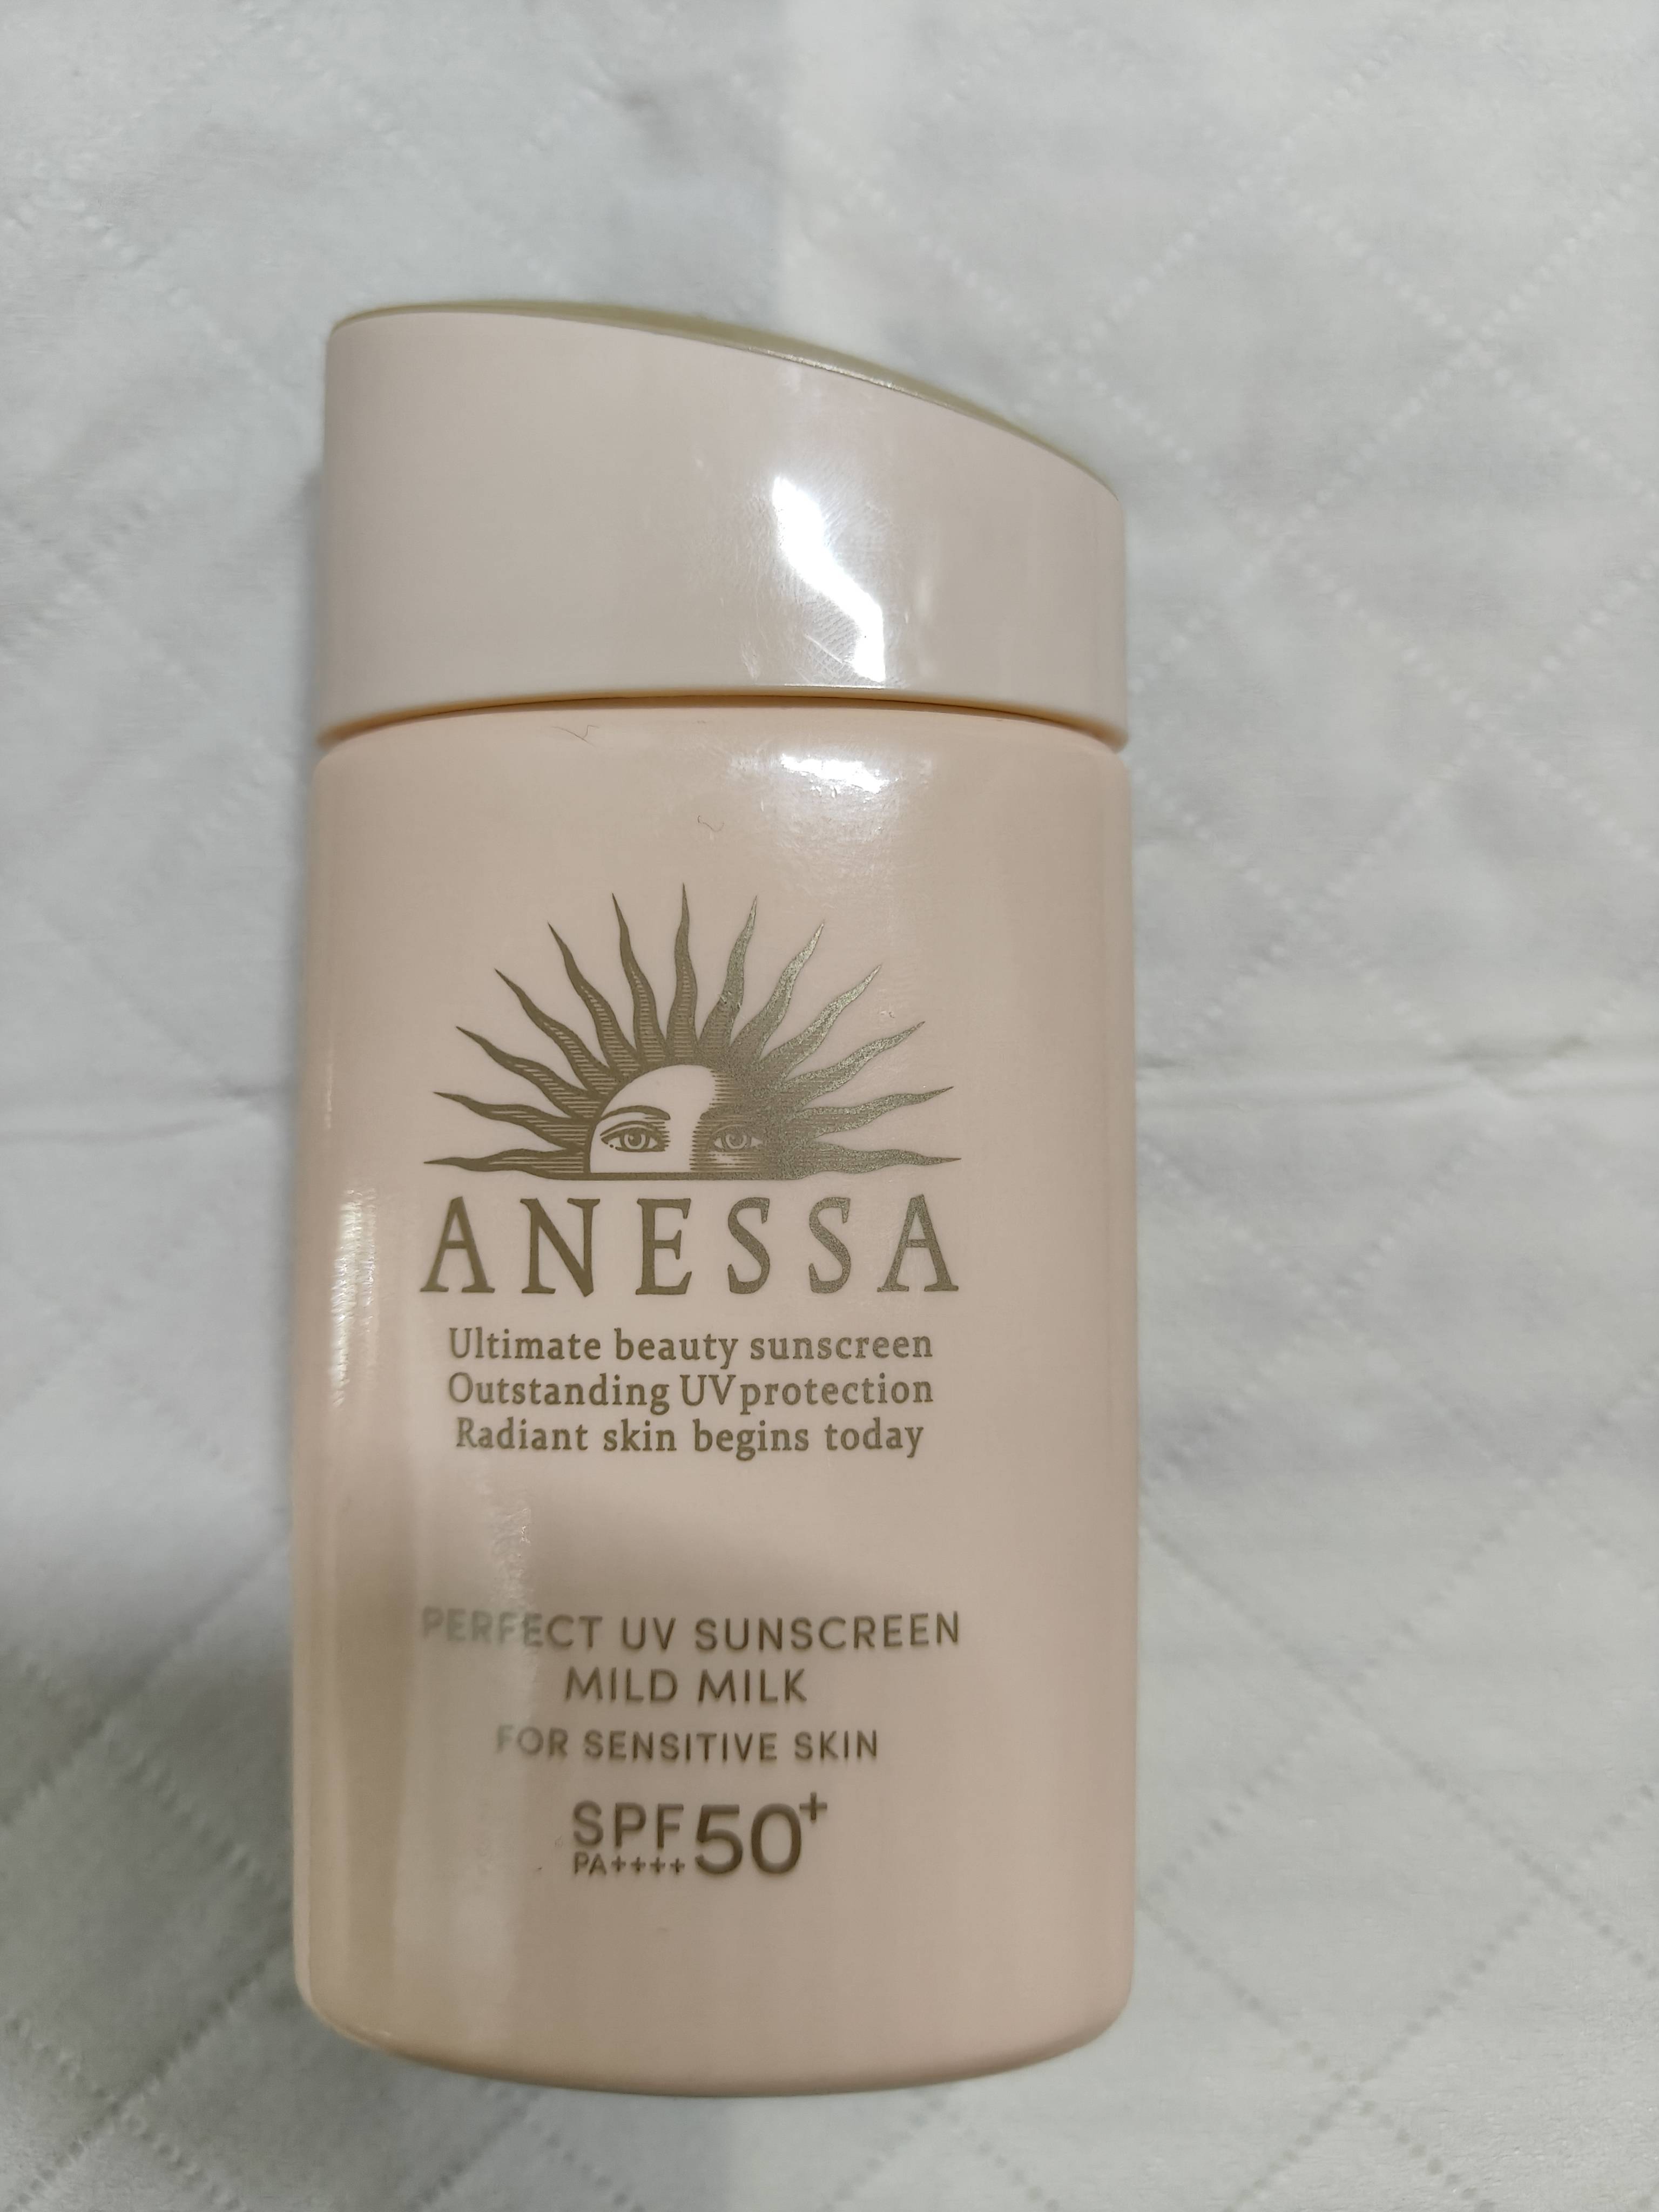 ANESSA
Ultimate beauty sunscreen
Outstanding UV protection
Radiant skin begins today
PERFECT UV SUNSCREEN
MILD MILK
FOR SENSITIVE SKIN
SPF 50+
PA++++